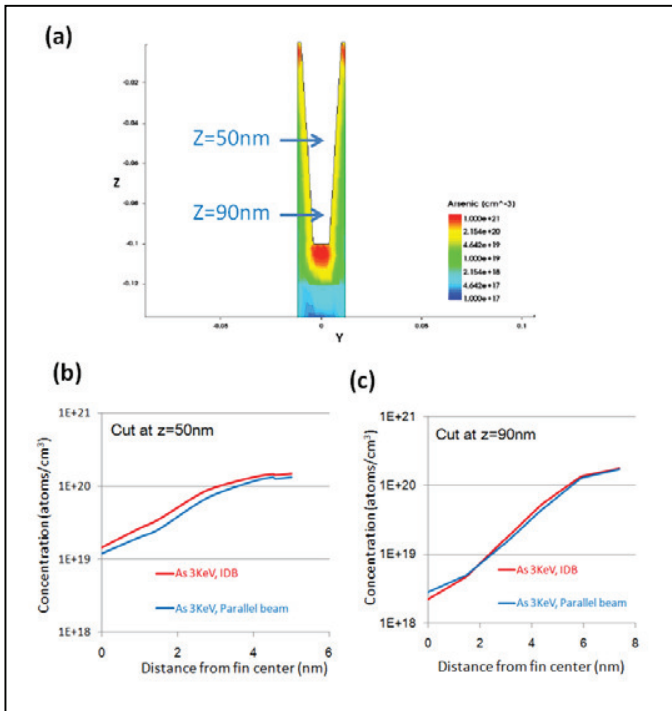 (a)
-0.02
-0.04
-0.06
-0.08
-0.1
-0.12
Z
Z=50nm
Z=90nm
Arsenic (cm^-3)
1.000e+21
2.154e+20
4.642e+19
1.000e+19
2.154e+18
4.642e+17
1.000e+17
-0.05 0 0.05 0.1
Y
(b)
1E+21
1E+20
1E+19
1E+18
Concentration (atoms/cm³)
Cut at z=50nm
As 3KeV, IDB
As 3KeV, Parallel beam
0 2 4 6
Distance from fin center (nm)
(c)
1E+21
1E+20
1E+19
1E+18
Concentration (atoms/cm³)
Cut at z=90nm
As 3KeV, IDB
As 3KeV, Parallel beam
0 2 4 6 8
Distance from fin center (nm)